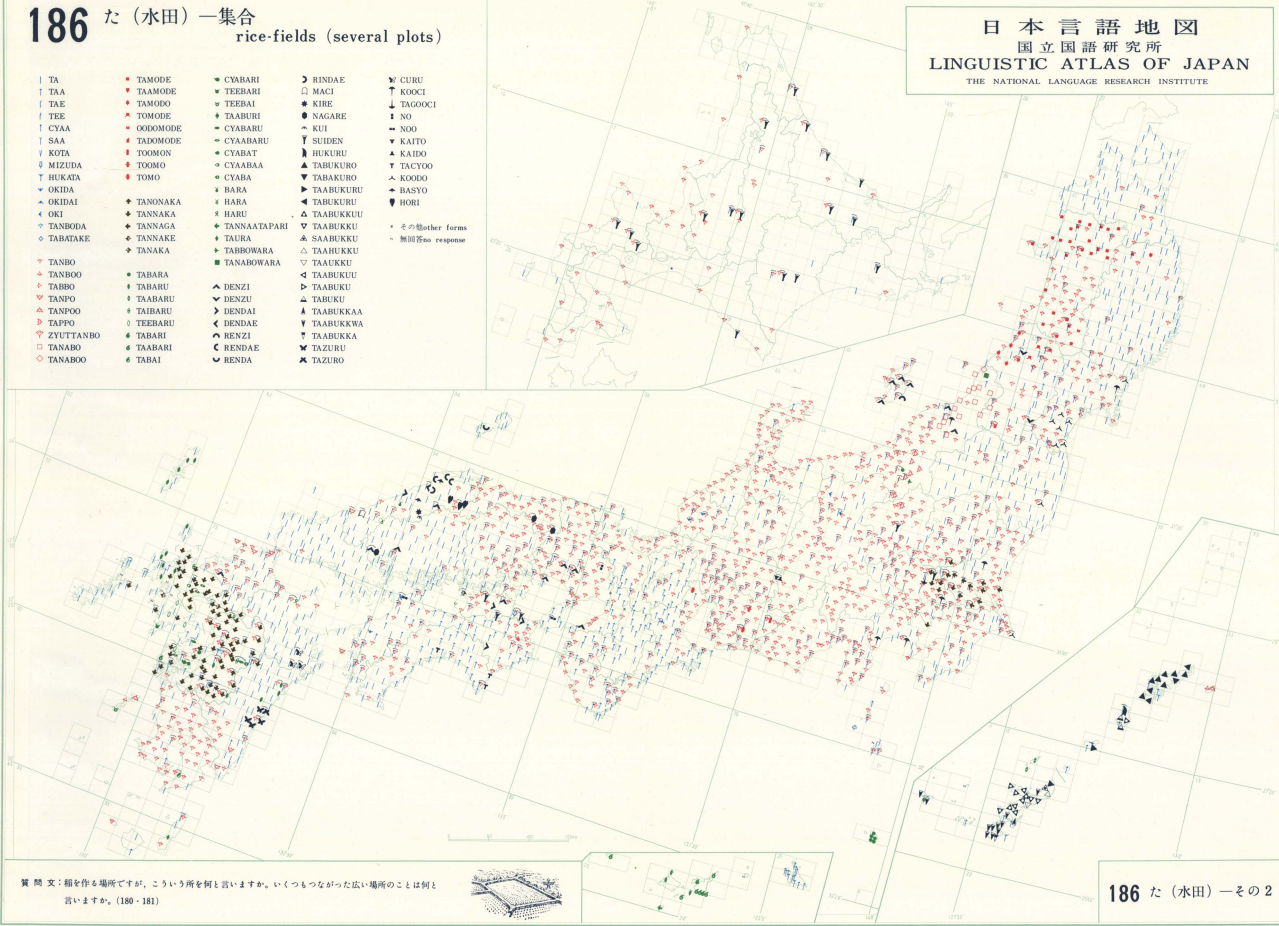 186 た（水田）—集合
rice-fields (several plots)
日本言語地図
国立国語研究所
LINGUISTIC ATLAS OF JAPAN
THE NATIONAL LANGUAGE RESEARCH INSTITUTE
TA
TAA
TAE
TEE
CYAA
SAA
KOTA
MIZUDA
HUKATA
OKIDA
OKIDAI
OKI
TANBODA
TABATAKE
TANBO
TANBOO
TABBO
TANPO
TANPOO
TAPPO
ZYUTTANBO
TANABO
TANABOO
TAMODE
TAAMODE
TAMODO
TOMODE
OODOMODE
TADOMODE
TOOMON
TOOMO
TOMO
TANONAKA
TANNAKA
TANNAGA
TANNAKE
TANAKA
TABARA
TABARU
TAABARU
TAIBARU
TEEBARU
TABARI
TAABARI
TABAI
CYABARI
TEEBARI
TEEBAI
TAABURI
CYABARU
CYAABARU
CYABAT
CYAABAA
CYABA
BARA
HARA
HARU
TANNAATAPARI
TAURA
TABBOWARA
TANABOWARA
DENZI
DENZU
DENDAI
DENDAE
RENZI
RENDAE
RENDA
RINDAE
MACI
KIRE
NAGARE
KUI
SUIDEN
HUKURU
TABUKURO
TABAKURO
TAABUKURU
TABUKURU
TAABUKKUU
TAABUKKU
SAABUKKU
TAAHUKKU
TAAUKKU
TAABUKUU
TAABUKU
TABUKU
TAABUKKAA
TAABUKKWA
TAABUKKA
TAZURU
TAZURO
CURU
KOOCI
TAGOOCI
NO
NOO
KAITO
KAIDO
TACYOO
KOODO
BASYO
HORI
その他other forms
無回答no response
質問文：稲を作る場所ですが，こういう所を何と言いますか。いくつもつながった広い場所のことは何と
言いますか。(180・181)
186 た（水田）—その2